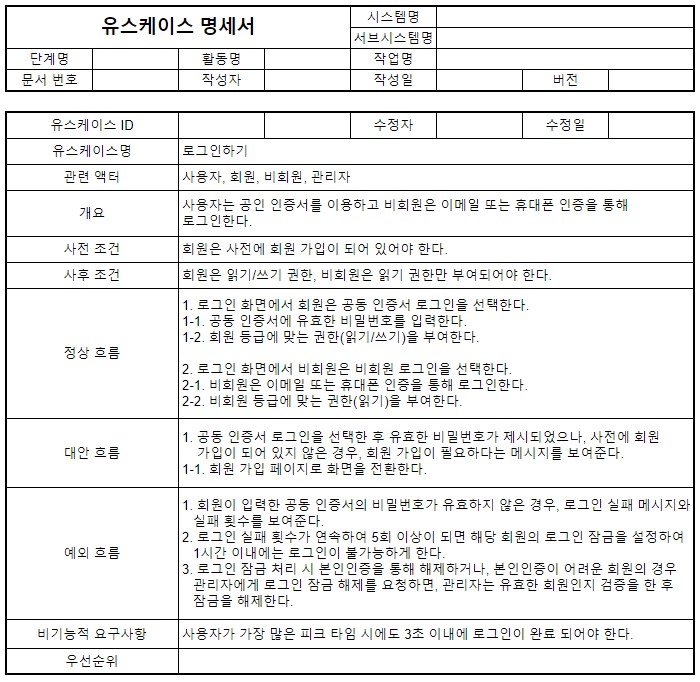 유스케이스 명세서
시스템명
서브시스템명
단계명 활동명 작업명
문서 번호 작성자 작성일 버전
유스케이스 ID 수정자 수정일
유스케이스명 로그인하기
관련 액터 사용자, 회원, 비회원, 관리자
개요
사용자는 공인 인증서를 이용하고 비회원은 이메일 또는 휴대폰 인증을 통해
로그인한다.
사전 조건 회원은 사전에 회원 가입이 되어 있어야 한다.
사후 조건 회원은 읽기/쓰기 권한, 비회원은 읽기 권한만 부여되어야 한다.
정상 흐름
1. 로그인 화면에서 회원은 공동 인증서 로그인을 선택한다.
1-1. 공동 인증서에 유효한 비밀번호를 입력한다.
1-2. 회원 등급에 맞는 권한(읽기/쓰기)을 부여한다.
2. 로그인 화면에서 비회원은 비회원 로그인을 선택한다.
2-1. 비회원은 이메일 또는 휴대폰 인증을 통해 로그인한다.
2-2. 비회원 등급에 맞는 권한(읽기)을 부여한다.
대안 흐름
1. 공동 인증서 로그인을 선택한 후 유효한 비밀번호가 제시되었으나, 사전에 회원
가입이 되어 있지 않은 경우, 회원 가입이 필요하다는 메시지를 보여준다.
1-1. 회원 가입 페이지로 화면을 전환한다.
예외 흐름
1. 회원이 입력한 공동 인증서의 비밀번호가 유효하지 않은 경우, 로그인 실패 메시지와
실패 횟수를 보여준다.
2. 로그인 실패 횟수가 연속하여 5회 이상이 되면 해당 회원의 로그인 잠금을 설정하여
1시간 이내에는 로그인이 불가능하게 한다.
3. 로그인 잠금 처리 시 본인인증을 통해 해제하거나, 본인인증이 어려운 회원의 경우
관리자에게 로그인 잠금 해제를 요청하면, 관리자는 유효한 회원인지 검증을 한 후
잠금을 해제한다.
비기능적 요구사항 사용자가 가장 많은 피크 타임 시에도 3초 이내에 로그인이 완료 되어야 한다.
우선순위